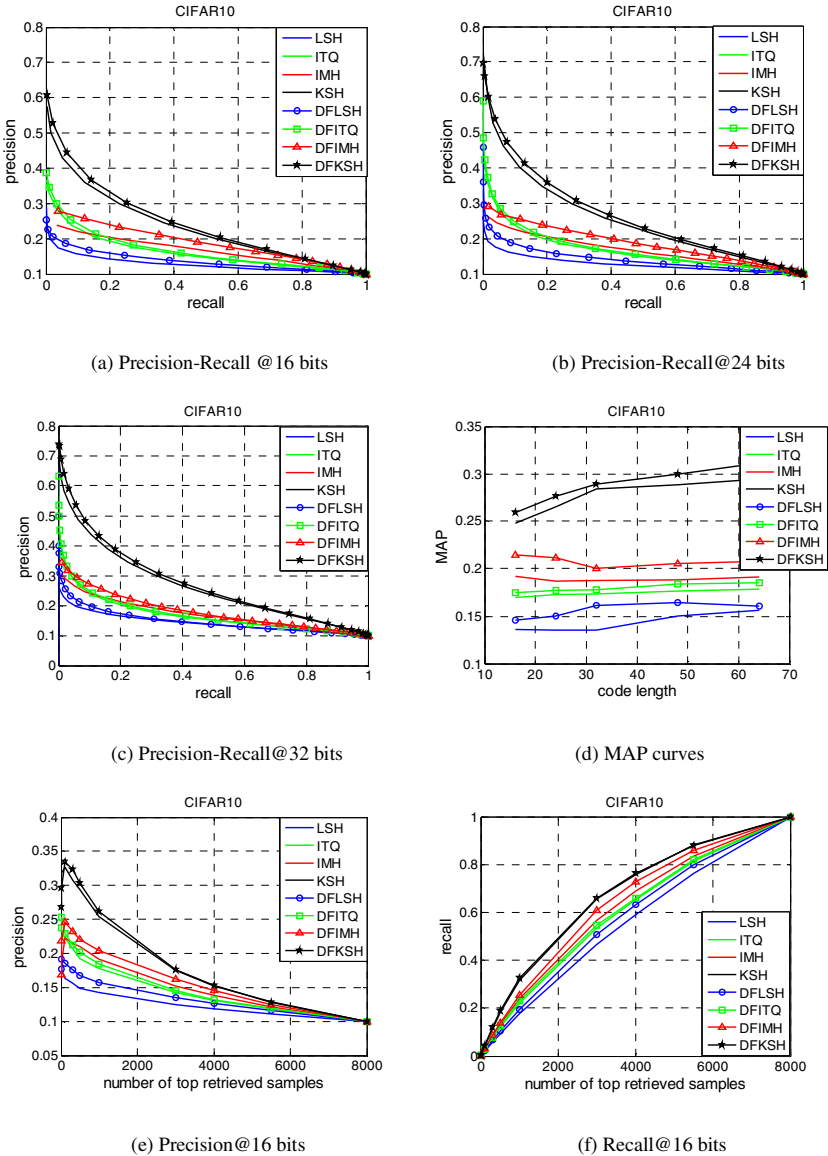 CIFAR10
0.8
0.7
0.6
0.5
0.4
0.3
0.2
0.1
precision
0 0.2 0.4 0.6 0.8 1
recall
LSH
ITQ
IMH
KSH
DFLSH
DFITQ
DFIMH
DFKSH
(a) Precision-Recall @16 bits
CIFAR10
0.8
0.7
0.6
0.5
0.4
0.3
0.2
0.1
precision
0 0.2 0.4 0.6 0.8 1
recall
LSH
ITQ
IMH
KSH
DFLSH
DFITQ
DFIMH
DFKSH
(b) Precision-Recall@24 bits
CIFAR10
0.8
0.7
0.6
0.5
0.4
0.3
0.2
0.1
0
precision
0 0.2 0.4 0.6 0.8 1
recall
LSH
ITQ
IMH
KSH
DFLSH
DFITQ
DFIMH
DFKSH
(c) Precision-Recall@32 bits
CIFAR10
0.35
0.3
0.25
0.2
0.15
0.1
MAP
10 20 30 40 50 60 70
code length
LSH
ITQ
IMH
KSH
DFLSH
DFITQ
DFIMH
DFKSH
(d) MAP curves
CIFAR10
0.4
0.35
0.3
0.25
0.2
0.15
0.1
0.05
precision
0 2000 4000 6000 8000
number of top retrieved samples
LSH
ITQ
IMH
KSH
DFLSH
DFITQ
DFIMH
DFKSH
(e) Precision@16 bits
CIFAR10
1
0.8
0.6
0.4
0.2
0
recall
0 2000 4000 6000 8000
number of top retrieved samples
LSH
ITQ
IMH
KSH
DFLSH
DFITQ
DFIMH
DFKSH
(f) Recall@16 bits